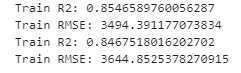 Train R2: 0.8546589760056287
Train RMSE: 3494.391177073834
Train R2: 0.8467518016202702
Train RMSE: 3644.8525378270915